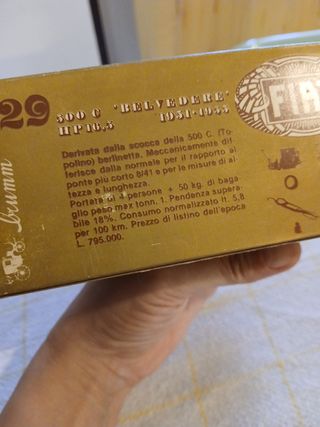 29
500 C "BELVEDERE"
HP 16,5 1951-1955
FIAT
Derivata dalla scocca della 500 C. (To-
polino) berlinetta. Meccanicamente dif-
ferisce dalla normale per il rapporto al
ponte più corto 8/41 e per le misure di al-
tezza e lunghezza.
Portata di 4 persone + 50 kg. di baga-
glio peso max tonn. 1. Pendenza supera-
bile 18%. Consumo normalizzato lt. 5,8
per 100 km. Prezzo di listino dell'epoca
L. 795.000.
brumm